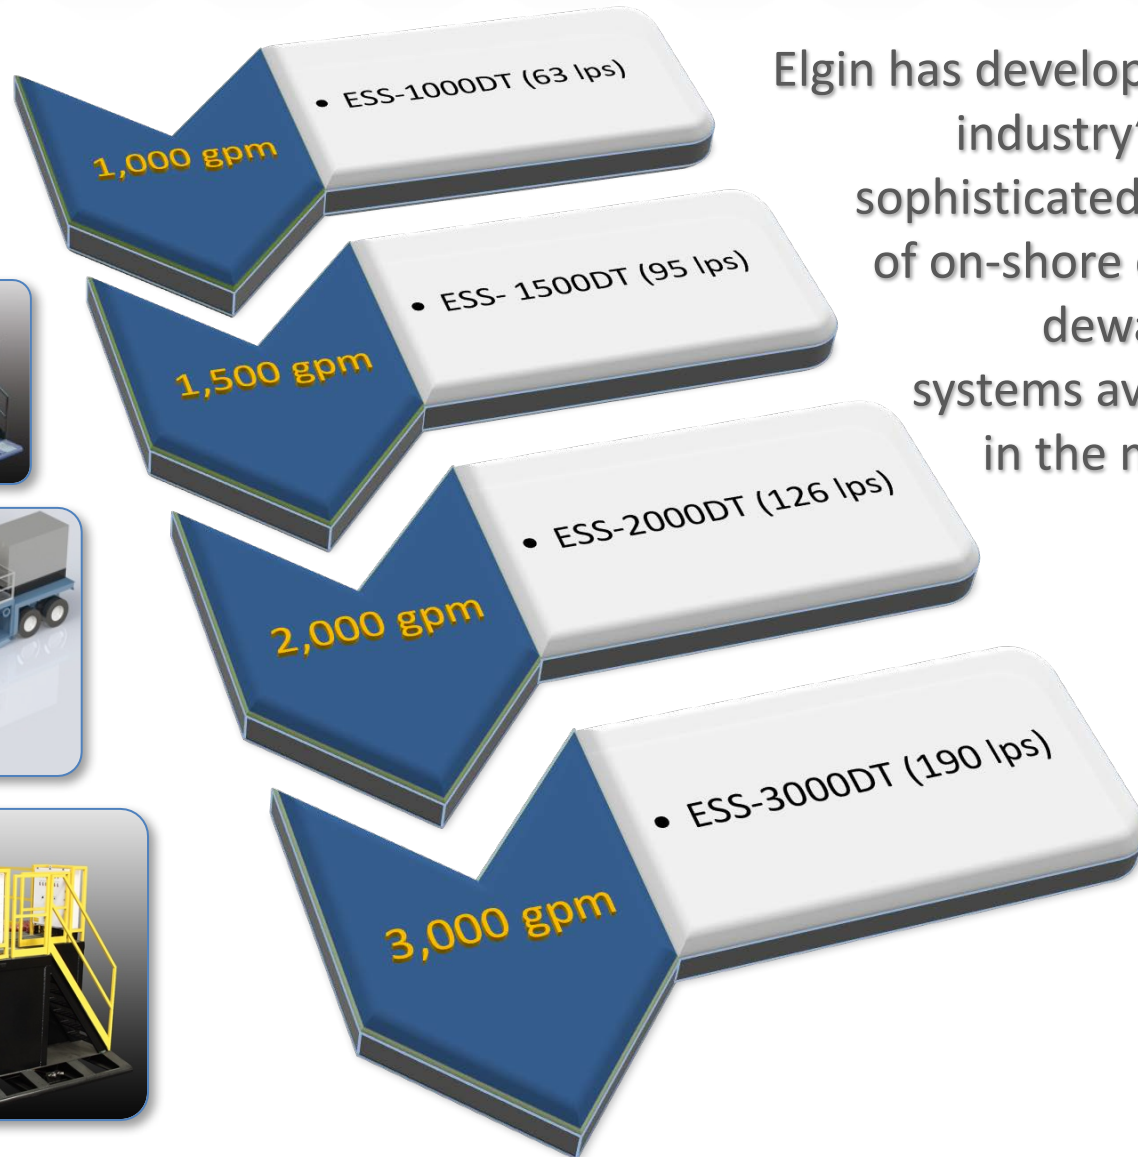 Elgin has develop
industry'
sophisticated
of on-shore
dewa
systems av
in the
1,000 gpm
• ESS-1000DT (63 lps)
1,500 gpm
• ESS- 1500DT (95 lps)
2,000 gpm
• ESS-2000DT (126 lps)
3,000 gpm
• ESS-3000DT (190 lps)